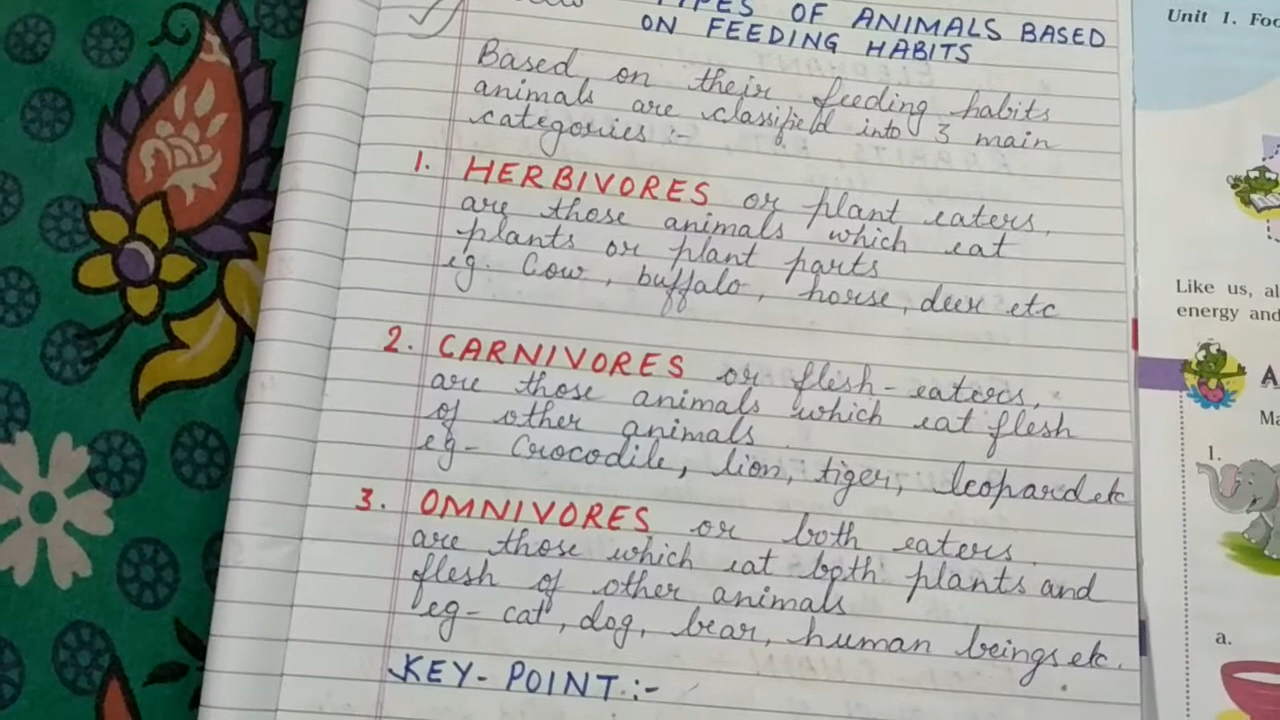 TYPES OF ANIMALS BASED
ON FEEDING HABITS
Based on their feeding habits
animals are classified into 3 main
categories :-
1. HERBIVORES or plant eaters,
are those animals which eat
plants or plant parts
eg. Cow, buffalo, horse, deer etc
2. CARNIVORES or flesh-eaters,
are those animals which eat flesh
of other animals
eg- Crocodile, lion, tiger, leopard etc
3. OMNIVORES or both eaters
are those which eat both plants and
flesh of other animals
eg- cat, dog, bear, human beings etc.
KEY-POINT :-
Unit 1. Foo
Like us, al
energy and
A
Ma
1.
a.